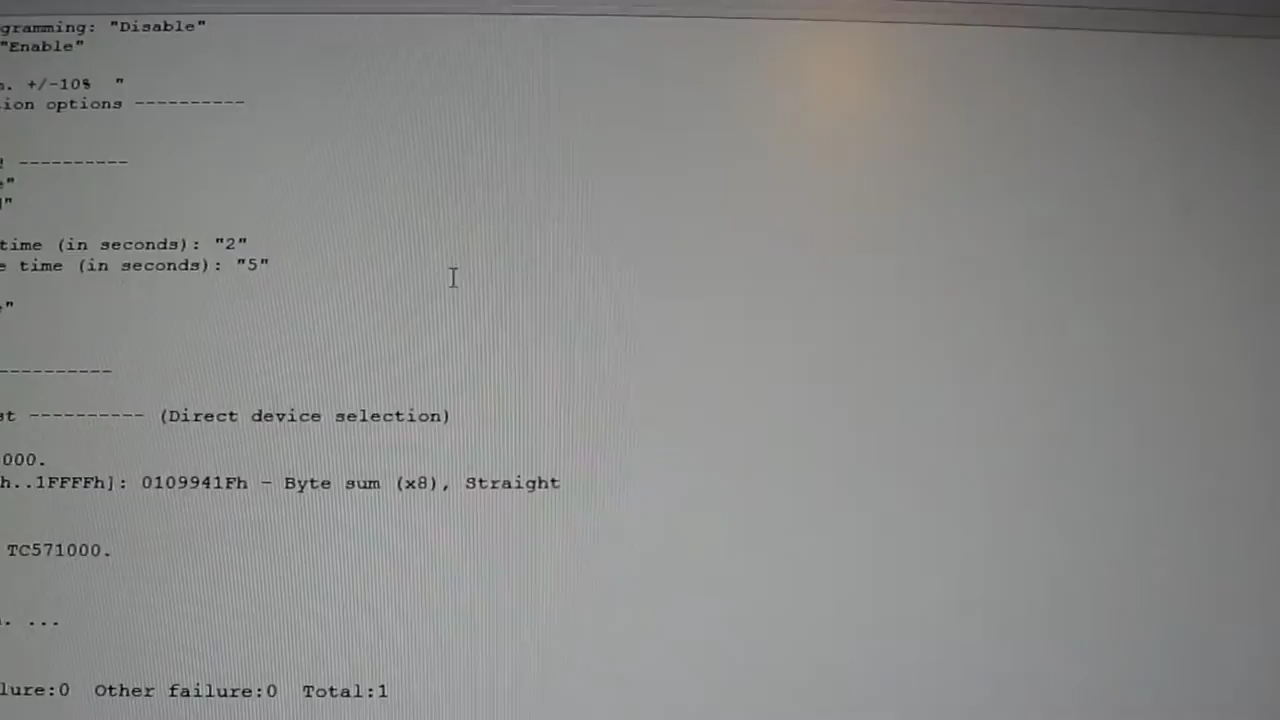 gramming: "Disable"
"Enable"
. +/-10%  "
ion options ----------
! ----------
"
"
time (in seconds): "2"
e time (in seconds): "5"
"
----------
st ---------- (Direct device selection)
000.
h..1FFFFh]: 0109941Fh - Byte sum (x8), Straight
TC571000.
. ...
lure:0  Other failure:0  Total:1